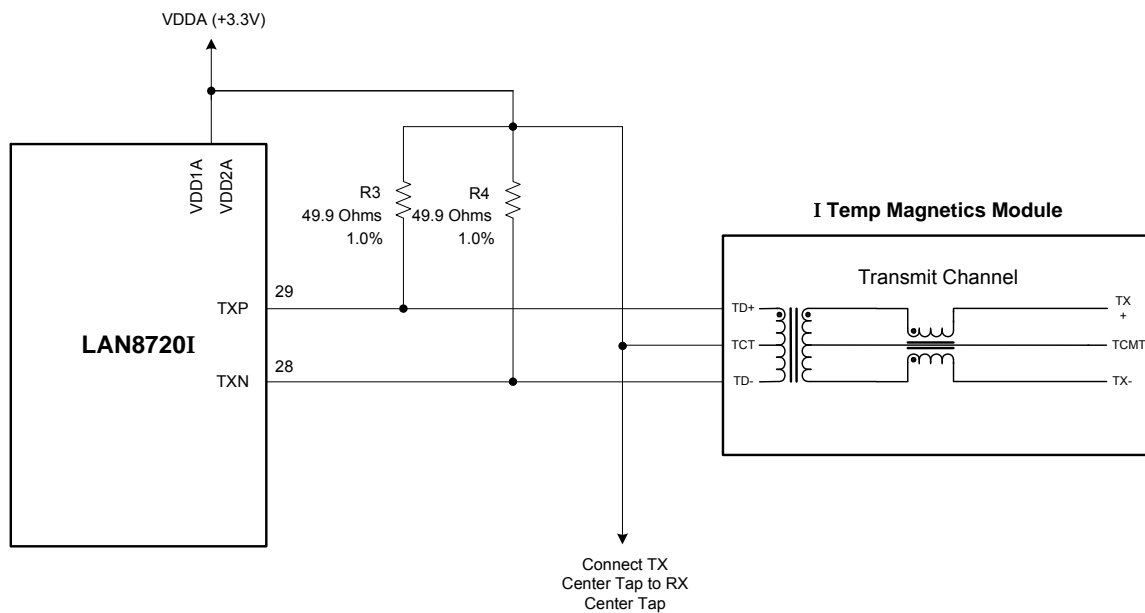 VDDA (+3.3V)
VDD1A
VDD2A
R3
49.9 Ohms
1.0%
R4
49.9 Ohms
1.0%
I Temp Magnetics Module
Transmit Channel
LAN8720I
TXP
29
TXN
28
TD+
TCT
TD-
TX
+
TCMT
TX-
Connect TX
Center Tap to RX
Center Tap